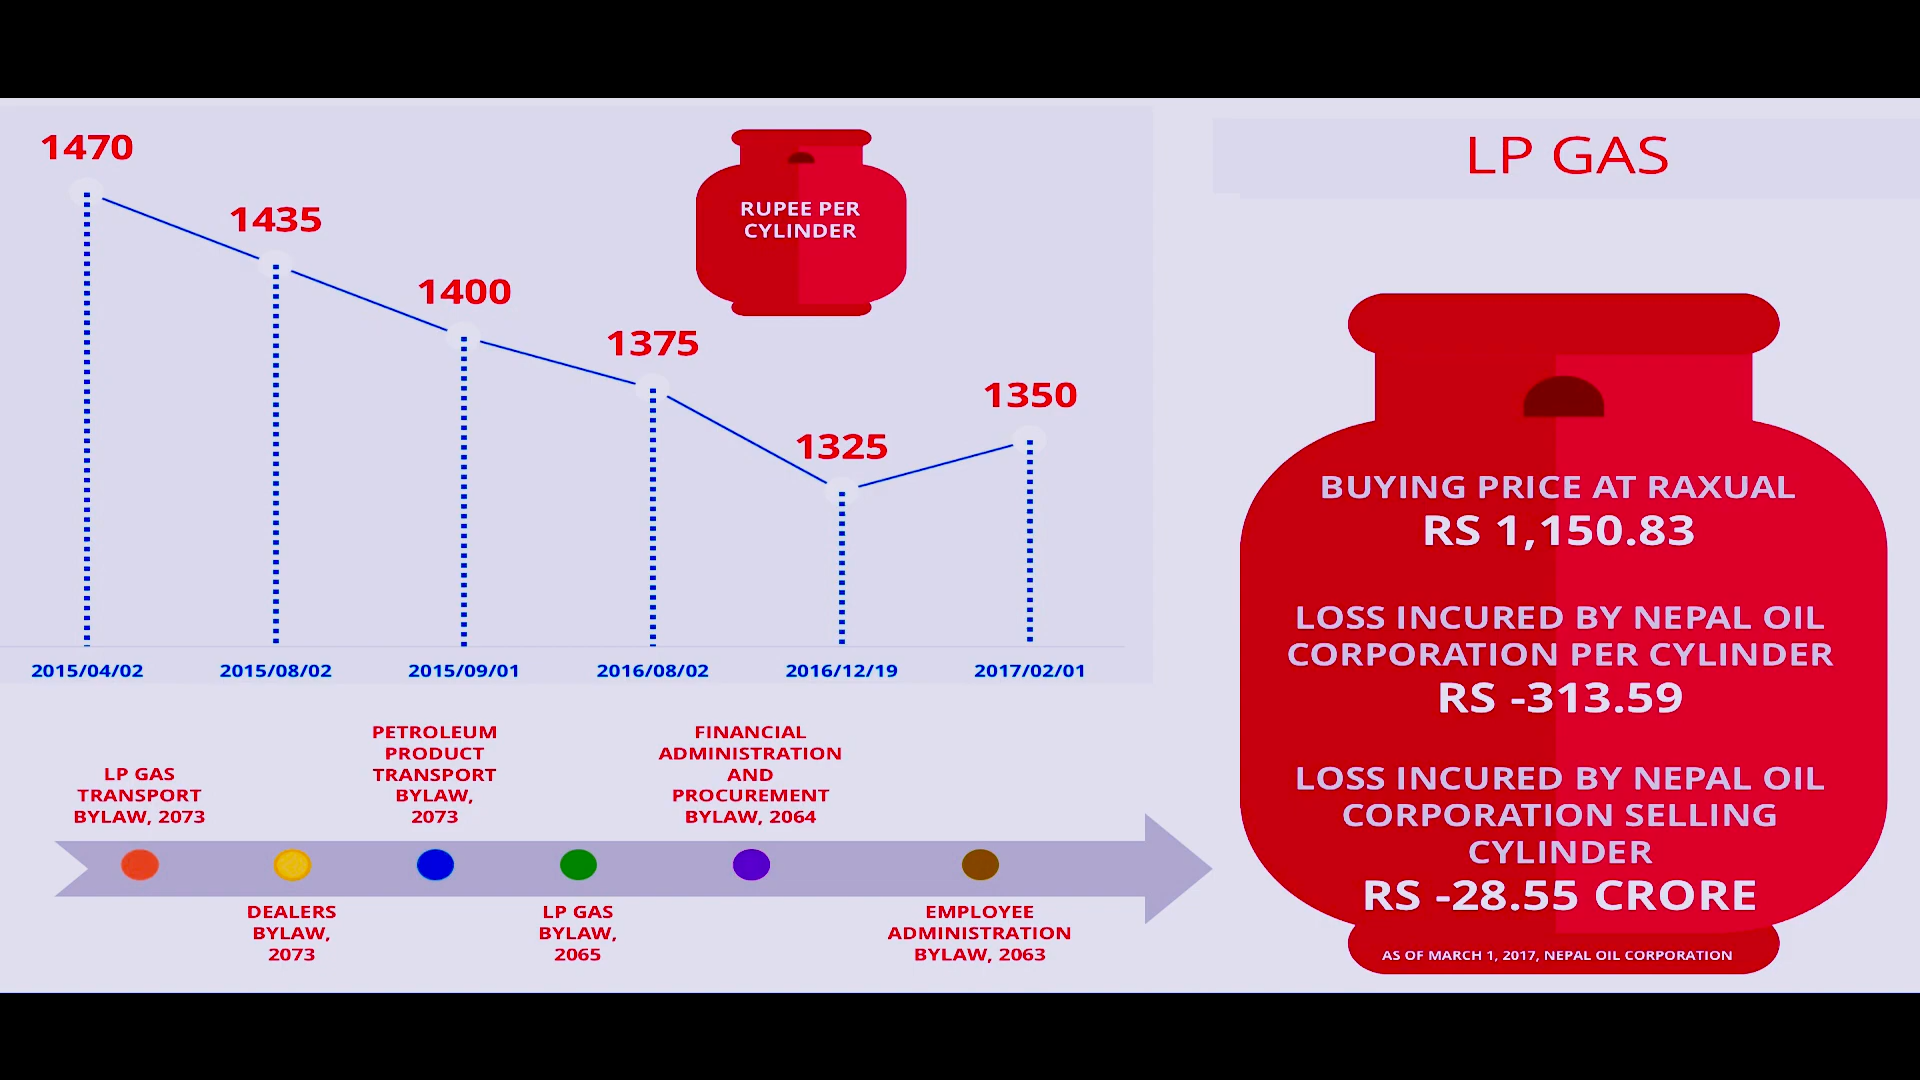 1470
1435
1400
1375
1325
1350
RUPEE PER
CYLINDER
2015/04/02
2015/08/02
2015/09/01
2016/08/02
2016/12/19
2017/02/01
LP GAS
TRANSPORT
BYLAW, 2073
DEALERS
BYLAW,
2073
PETROLEUM
PRODUCT
TRANSPORT
BYLAW,
2073
LP GAS
BYLAW,
2065
FINANCIAL
ADMINISTRATION
AND
PROCUREMENT
BYLAW, 2064
EMPLOYEE
ADMINISTRATION
BYLAW, 2063
LP GAS
BUYING PRICE AT RAXUAL
RS 1,150.83
LOSS INCURED BY NEPAL OIL
CORPORATION PER CYLINDER
RS -313.59
LOSS INCURED BY NEPAL OIL
CORPORATION SELLING
CYLINDER
RS -28.55 CRORE
AS OF MARCH 1, 2017, NEPAL OIL CORPORATION